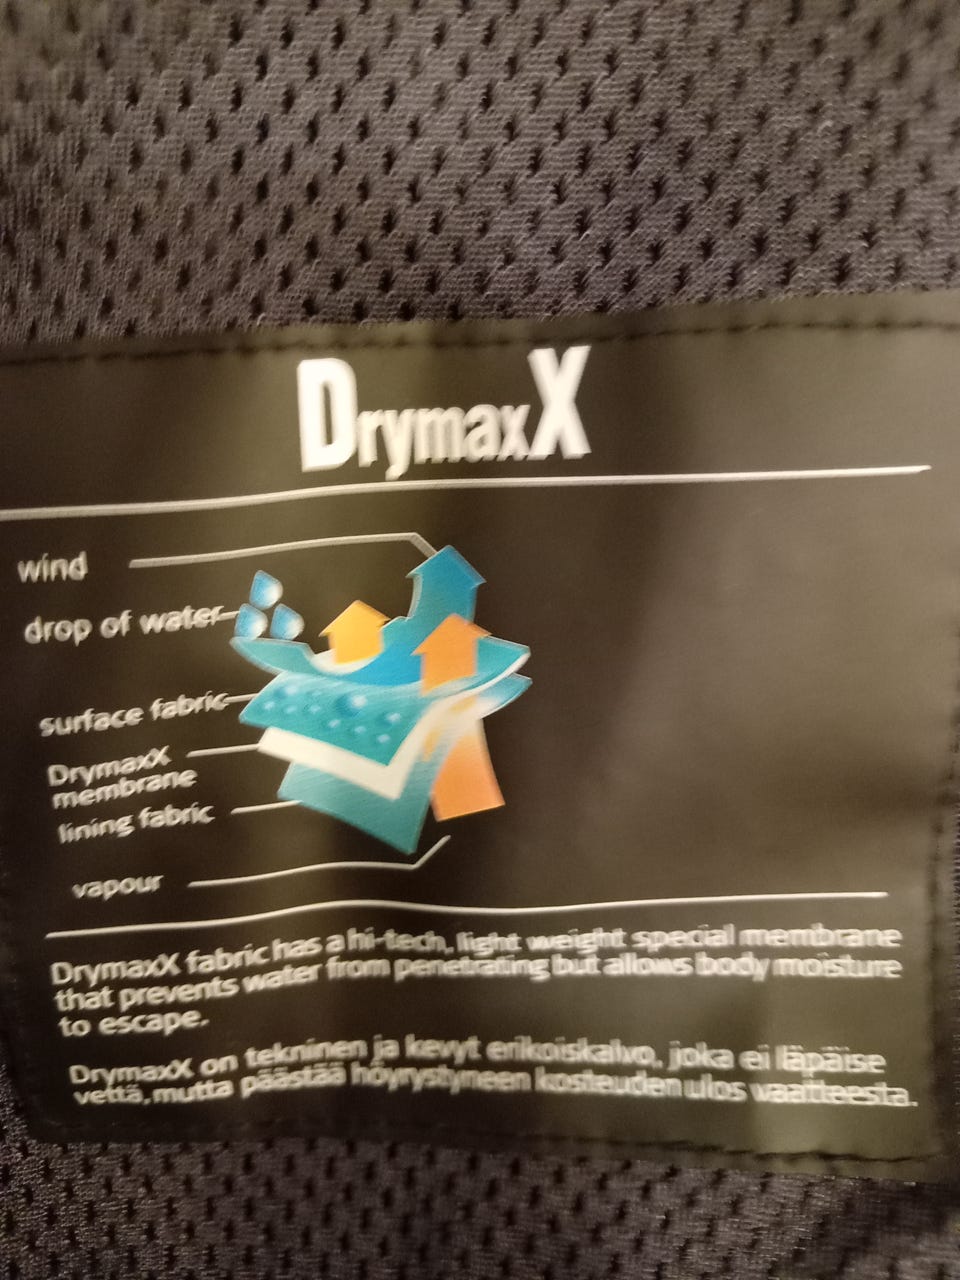 DrymaxX
wind
drop of water
surface fabric
DrymaxX
membrane
lining fabric
vapour
DrymaxX fabric has a hi-tech, light weight special membrane
that prevents water from penetrating but allows body moisture
to escape.
DrymaxX on tekninen ja kevyt erikoiskalvo, joka ei läpäise
vettä, mutta päästää höyrystyneen kosteuden ulos vaatteesta.